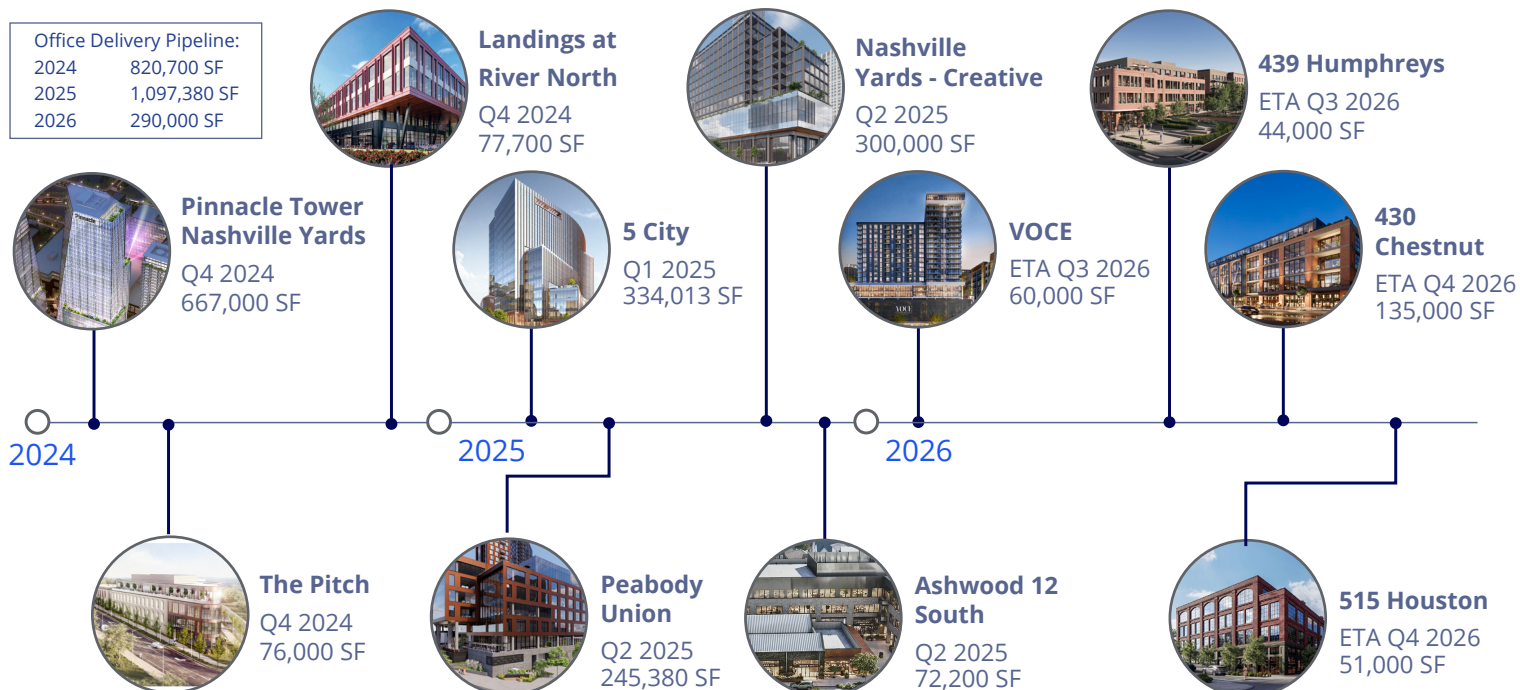 Office Delivery Pipeline:
2024 820,700 SF
2025 1,097,380 SF
2026 290,000 SF
Pinnacle Tower
Nashville Yards
Q4 2024
667,000 SF
Landings at
River North
Q4 2024
77,700 SF
5 City
Q1 2025
334,013 SF
Nashville
Yards - Creative
Q2 2025
300,000 SF
VOCE
ETA Q3 2026
60,000 SF
439 Humphreys
ETA Q3 2026
44,000 SF
430
Chestnut
ETA Q4 2026
135,000 SF
2024
2025
2026
The Pitch
Q4 2024
76,000 SF
Peabody
Union
Q2 2025
245,380 SF
Ashwood 12
South
Q2 2025
72,200 SF
515 Houston
ETA Q4 2026
51,000 SF
VOCE